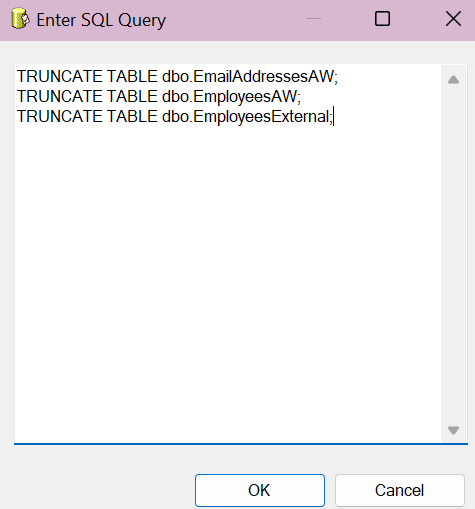 Enter SQL Query
TRUNCATE TABLE dbo.EmailAddressesAW;
TRUNCATE TABLE dbo.EmployeesAW;
TRUNCATE TABLE dbo.EmployeesExternal;
OK
Cancel